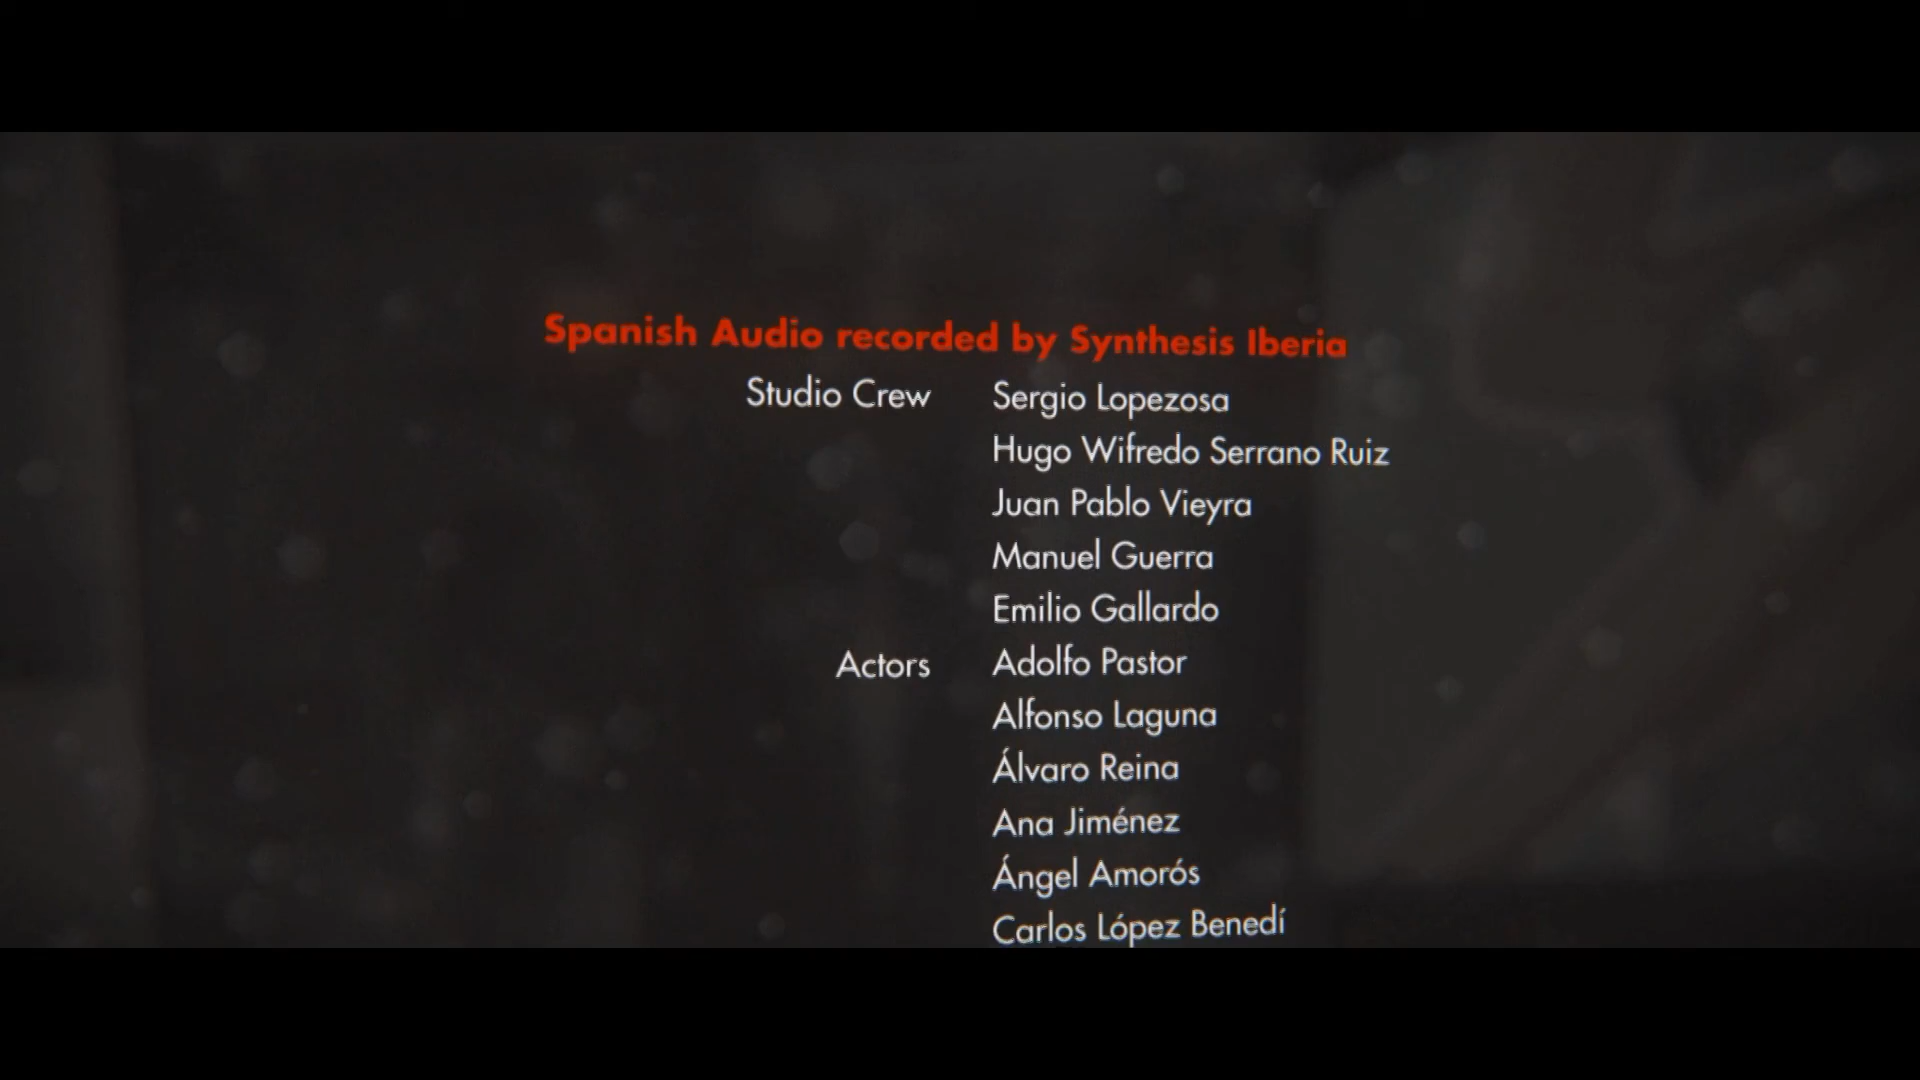 Spanish Audio recorded by Synthesis Iberia
Studio Crew Sergio Lopezosa
Hugo Wifredo Serrano Ruiz
Juan Pablo Vieyra
Manuel Guerra
Emilio Gallardo
Actors Adolfo Pastor
Alfonso Laguna
Álvaro Reina
Ana Jiménez
Ángel Amorós
Carlos López Benedí